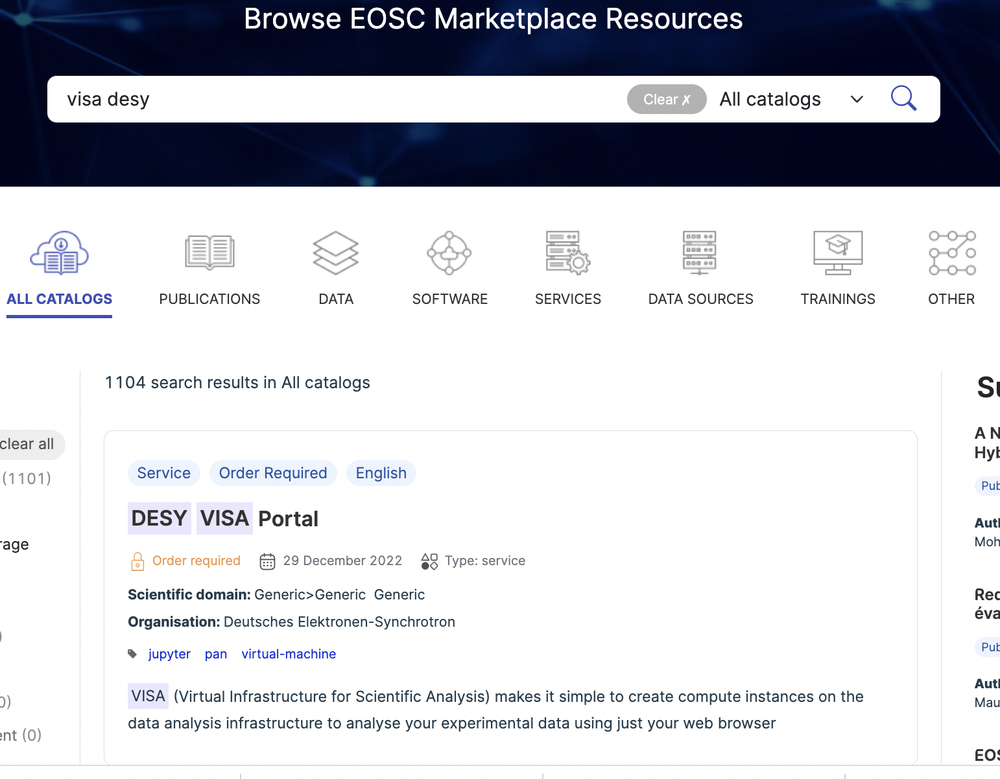 Browse EOSC Marketplace Resources
visa desy
Clear ✗
All catalogs
ALL CATALOGS
PUBLICATIONS
DATA
SOFTWARE
SERVICES
DATA SOURCES
TRAININGS
OTHER
1104 search results in All catalogs
clear all
(1101)
rage
)
0)
ent (0)
Service
Order Required
English
DESY VISA Portal
Order required
29 December 2022
Type: service
Scientific domain: Generic>Generic Generic
Organisation: Deutsches Elektronen-Synchrotron
jupyter pan virtual-machine
VISA (Virtual Infrastructure for Scientific Analysis) makes it simple to create compute instances on the
data analysis infrastructure to analyse your experimental data using just your web browser
Su
A N
Hyb
Pub
Auth
Moh
Red
éva
Pub
Auth
Mau
EOS